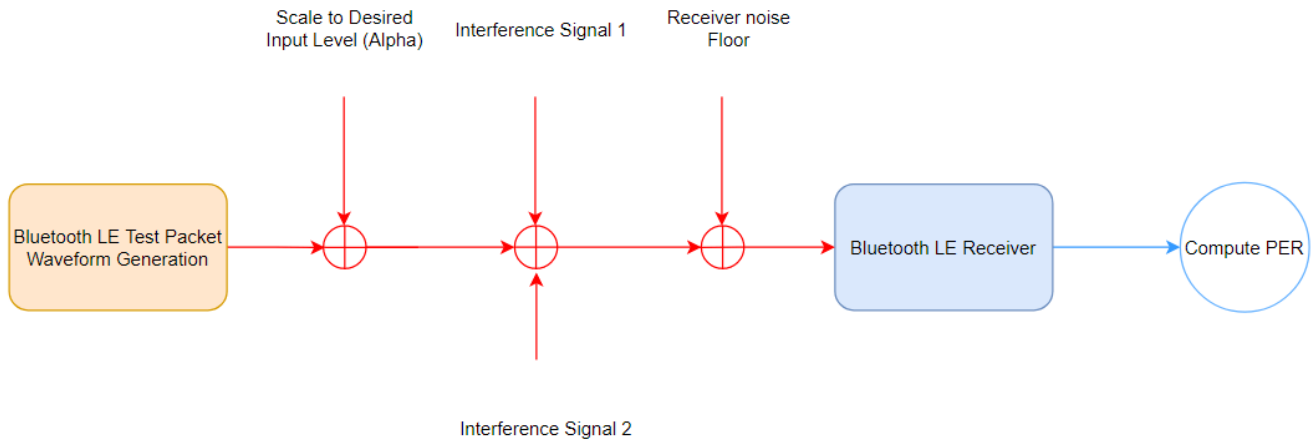 Scale to Desired
Input Level (Alpha)
Interference Signal 1
Receiver noise
Floor
Bluetooth LE Test Packet
Waveform Generation
Bluetooth LE Receiver
Compute PER
Interference Signal 2